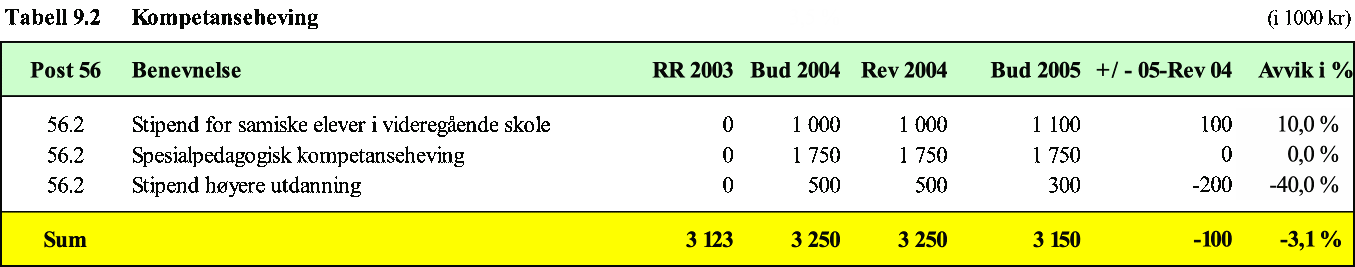 Tabell 9.2 Kompetanseheving (i 1000 kr)
Post 56 Benevnelse RR 2003 Bud 2004 Rev 2004 Bud 2005 +/ - 05-Rev 04 Avvik i %
56.2 Stipend for samiske elever i videregående skole 0 1 000 1 000 1 100 100 10,0 %
56.2 Spesialpedagogisk kompetanseheving 0 1 750 1 750 1 750 0 0,0 %
56.2 Stipend høyere utdanning 0 500 500 300 -200 -40,0 %
Sum 3 123 3 250 3 250 3 150 -100 -3,1 %